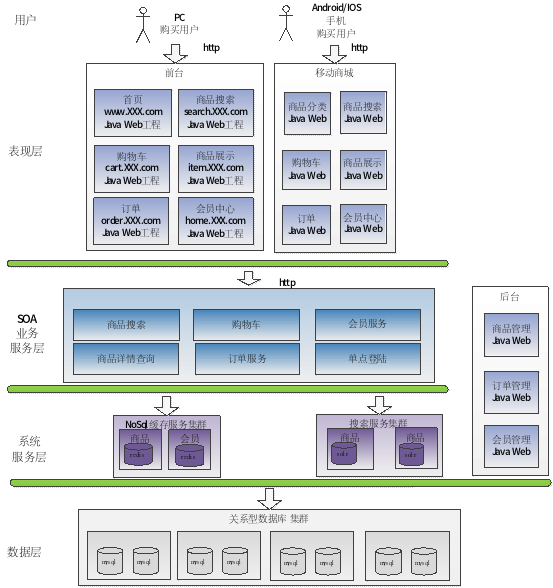 用户
PC
购买用户
Android/IOS
手机
购买用户
http
http
表现层
前台
首页
www.XXX.com
Java Web工程
商品搜索
search.XXX.com
Java Web工程
购物车
cart.XXX.com
Java Web工程
商品展示
item.XXX.com
Java Web工程
订单
order.XXX.com
Java Web工程
会员中心
home.XXX.com
Java Web工程
移动商城
商品分类
Java Web
商品搜索
Java Web
购物车
Java Web
商品展示
Java Web
订单
Java Web
会员中心
Java Web
http
SOA
业务
服务层
商品搜索
购物车
会员服务
商品详情查询
订单服务
单点登陆
后台
商品管理
Java Web
订单管理
Java Web
会员管理
Java Web
系统
服务层
NoSql缓存服务集群
商品
redis
会员
redis
搜索服务集群
商品
solr
商品
solr
数据层
关系型数据库 集群
mysql
mysql
mysql
mysql
mysql
mysql
mysql
mysql